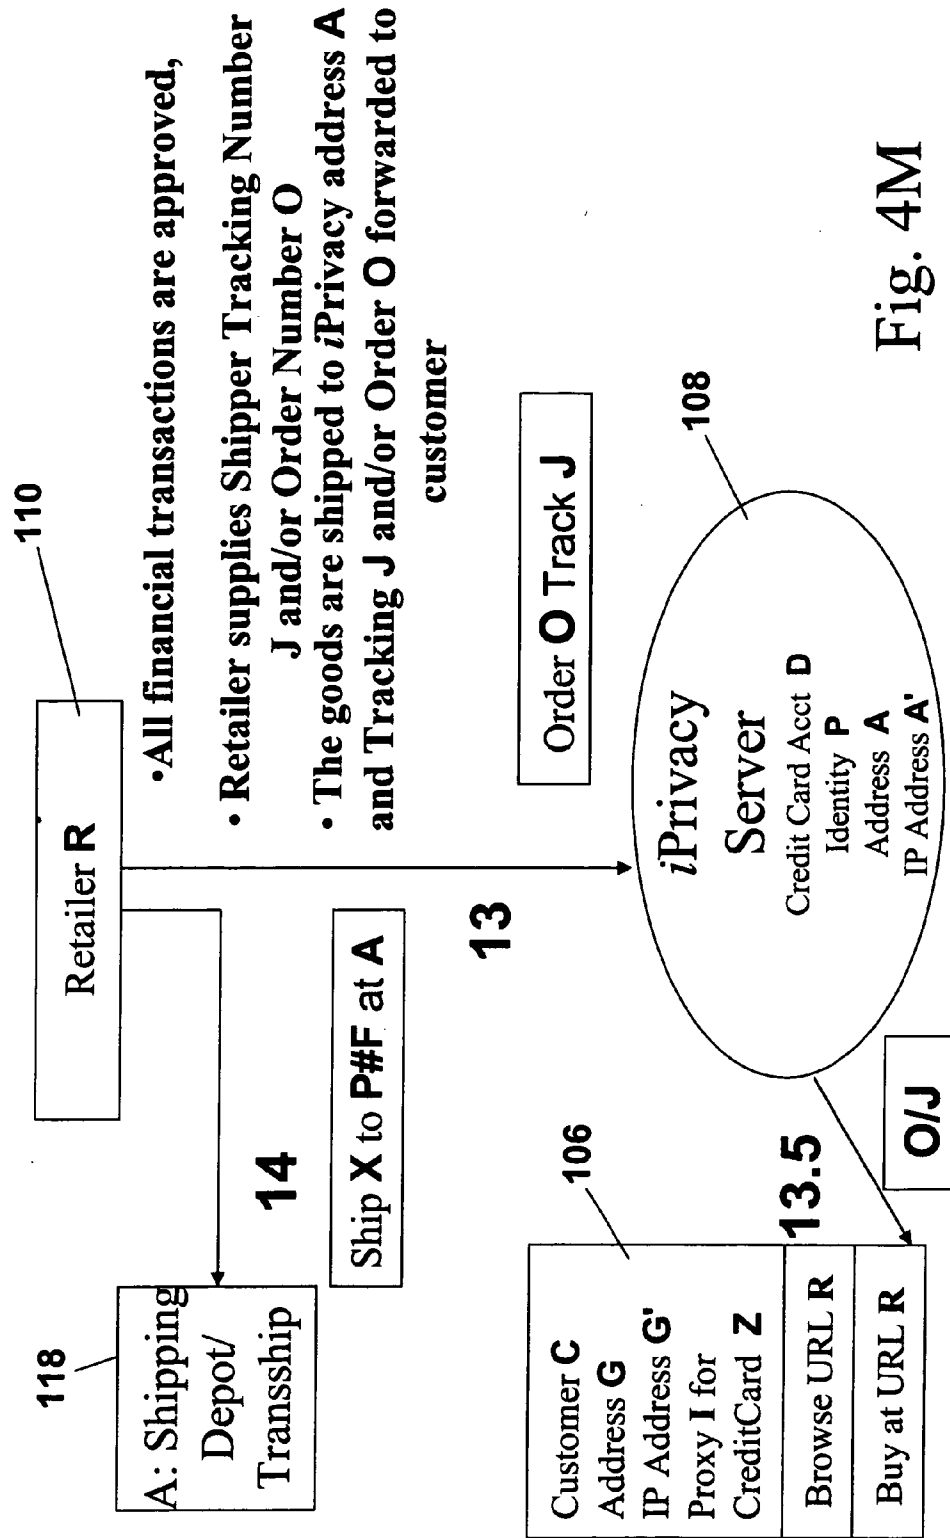 110
Retailer R
•All financial transactions are approved,
• Retailer supplies Shipper Tracking Number
J and/or Order Number O
• The goods are shipped to iPrivacy address A
and Tracking J and/or Order O forwarded to
customer
118
A: Shipping
Depot/
Transship
14
Ship X to P#F at A
13
Order O Track J
108
iPrivacy
Server
Credit Card Acct D
Identity P
Address A
IP Address A'
106
Customer C
Address G
IP Address G'
Proxy I for
CreditCard Z
Browse URL R
Buy at URL R
13.5
O/J
Fig. 4M